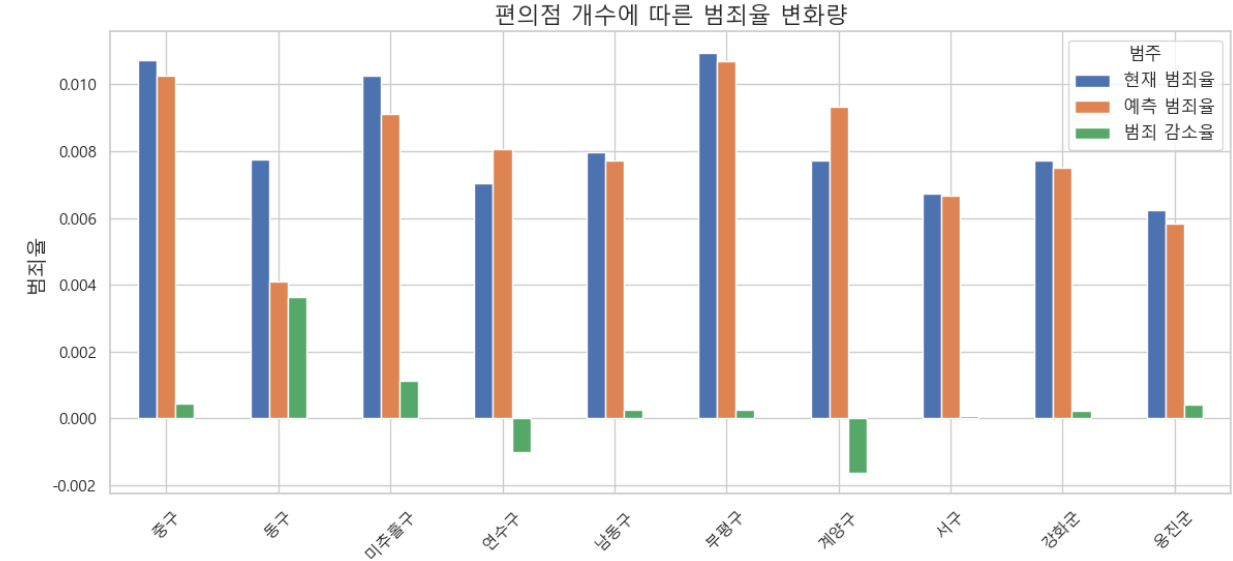 편의점 개수에 따른 범죄율 변화량
범주
현재 범죄율
예측 범죄율
범죄 감소율
범죄율
0.010
0.008
0.006
0.004
0.002
0.000
-0.002
중구
동구
미추홀구
연수구
남동구
부평구
계양구
서구
강화군
옹진군